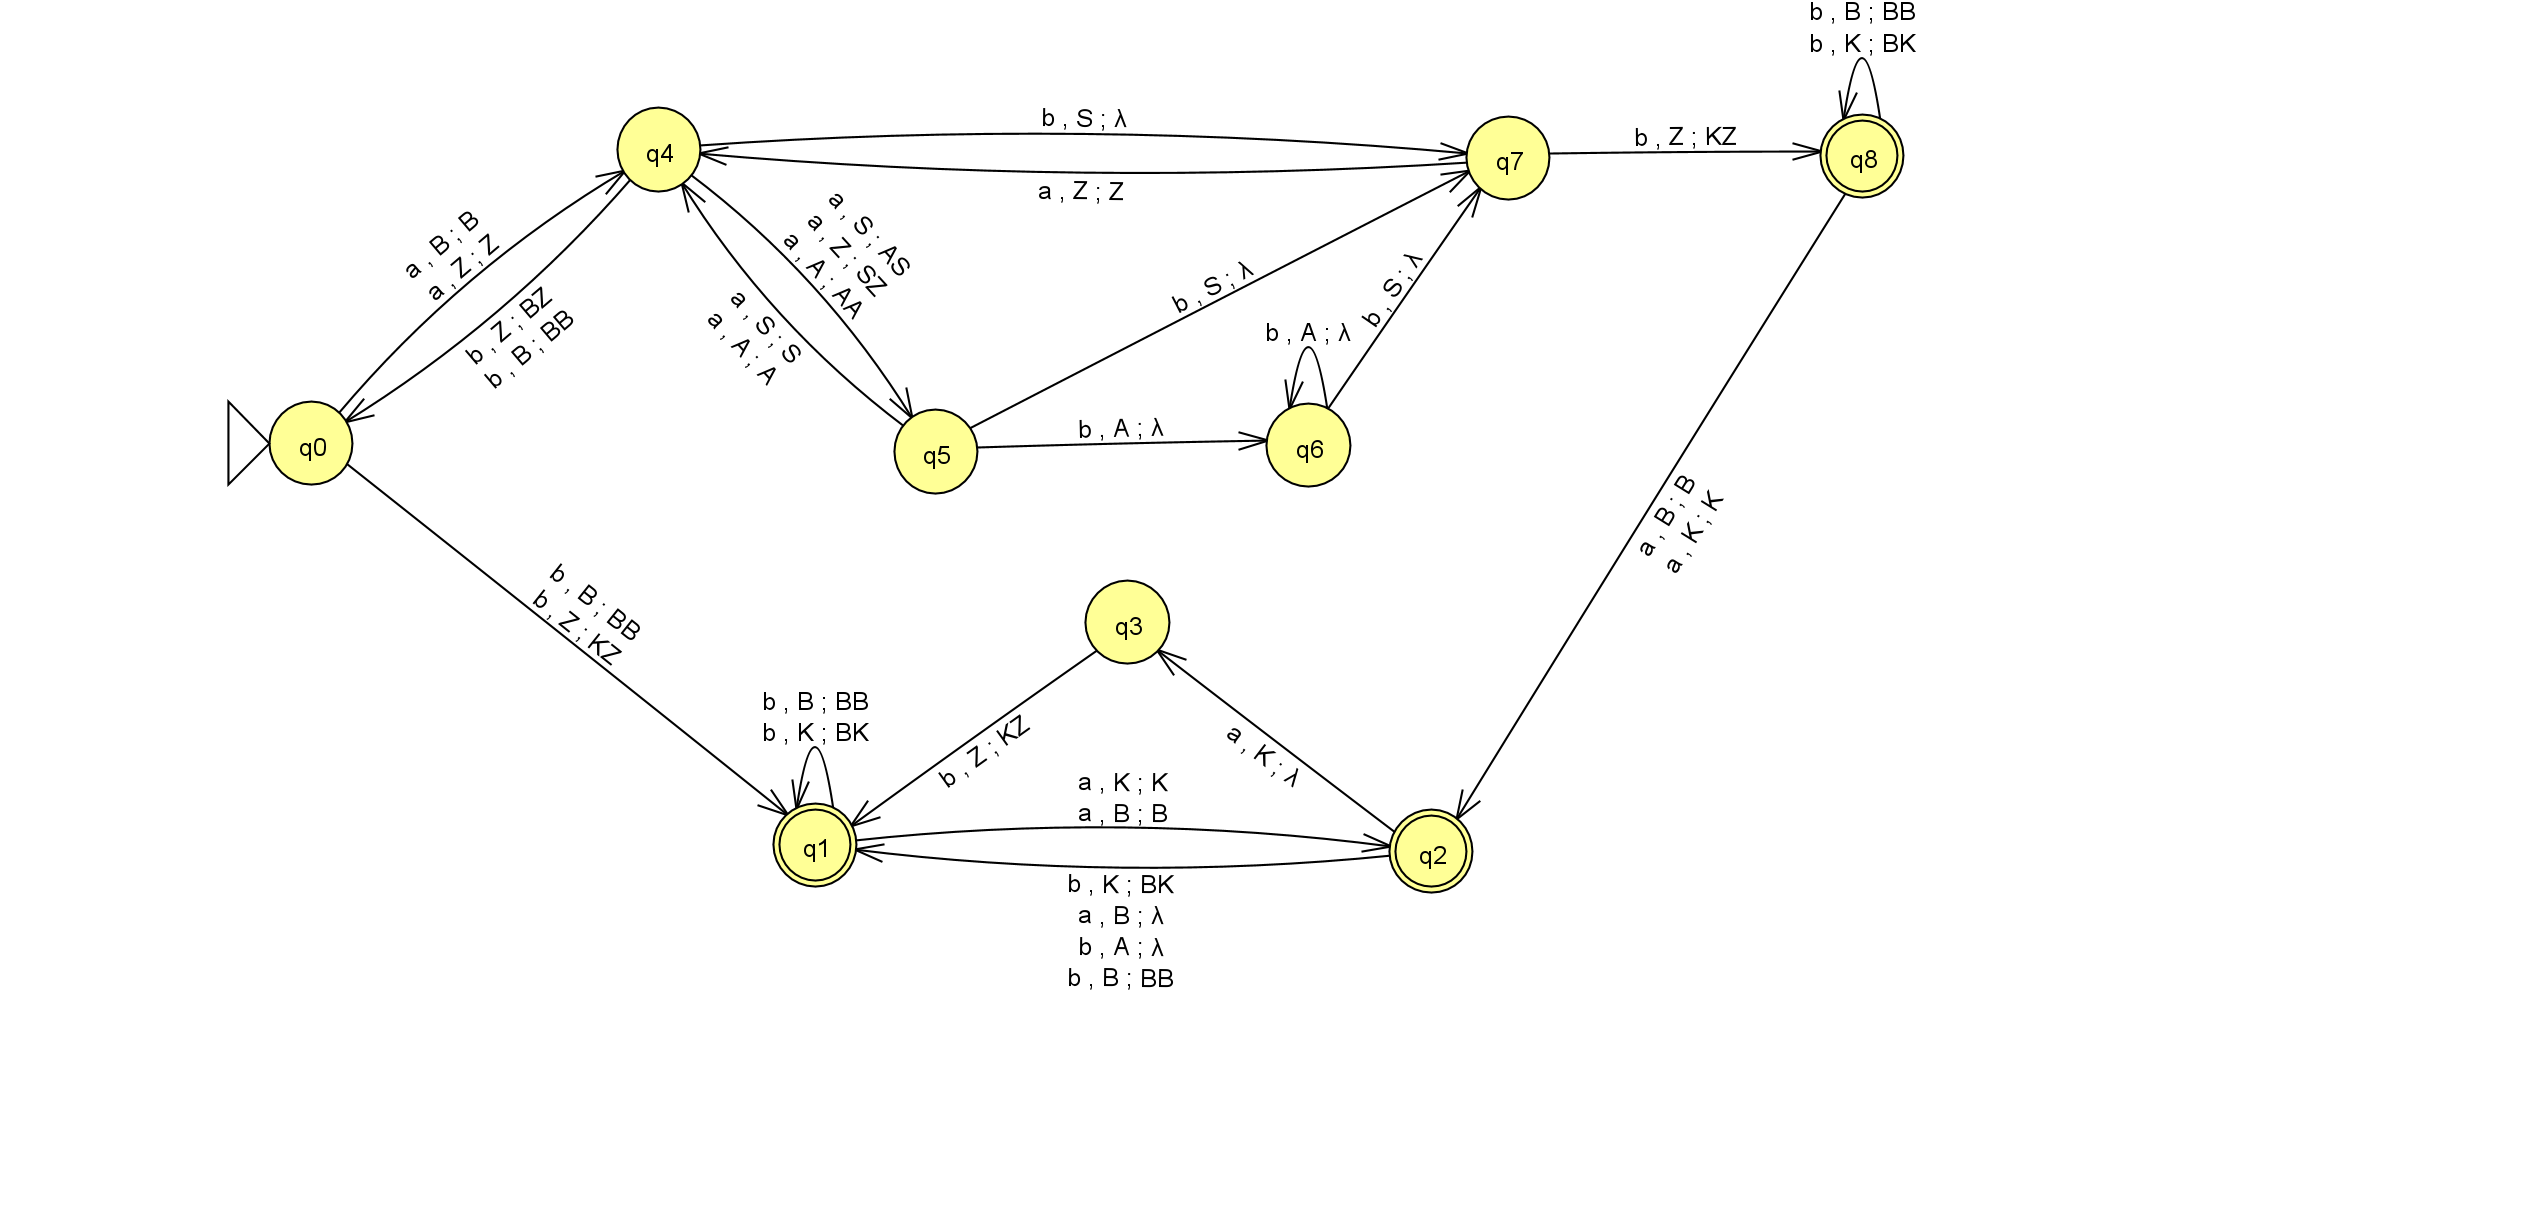 b , B ; BB
b , K ; BK
q4
b , S ; λ
a , Z ; Z
q7
b , Z ; KZ
q8
a , B ; B
a , Z ; Z
b , Z ; BZ
b , B ; BB
a , S ; AS
a , Z ; SZ
a , A ; AA
a , S ; S
a , A ; A
b , S ; λ
b , S ; λ
b , A ; λ
q0
q5
b , A ; λ
q6
a , B ; B
a , K ; K
b , B ; BB
b , Z ; KZ
q3
b , B ; BB
b , K ; BK
b , Z ; KZ
a , K ; λ
a , K ; K
a , B ; B
q1
q2
b , K ; BK
a , B ; λ
b , A ; λ
b , B ; BB